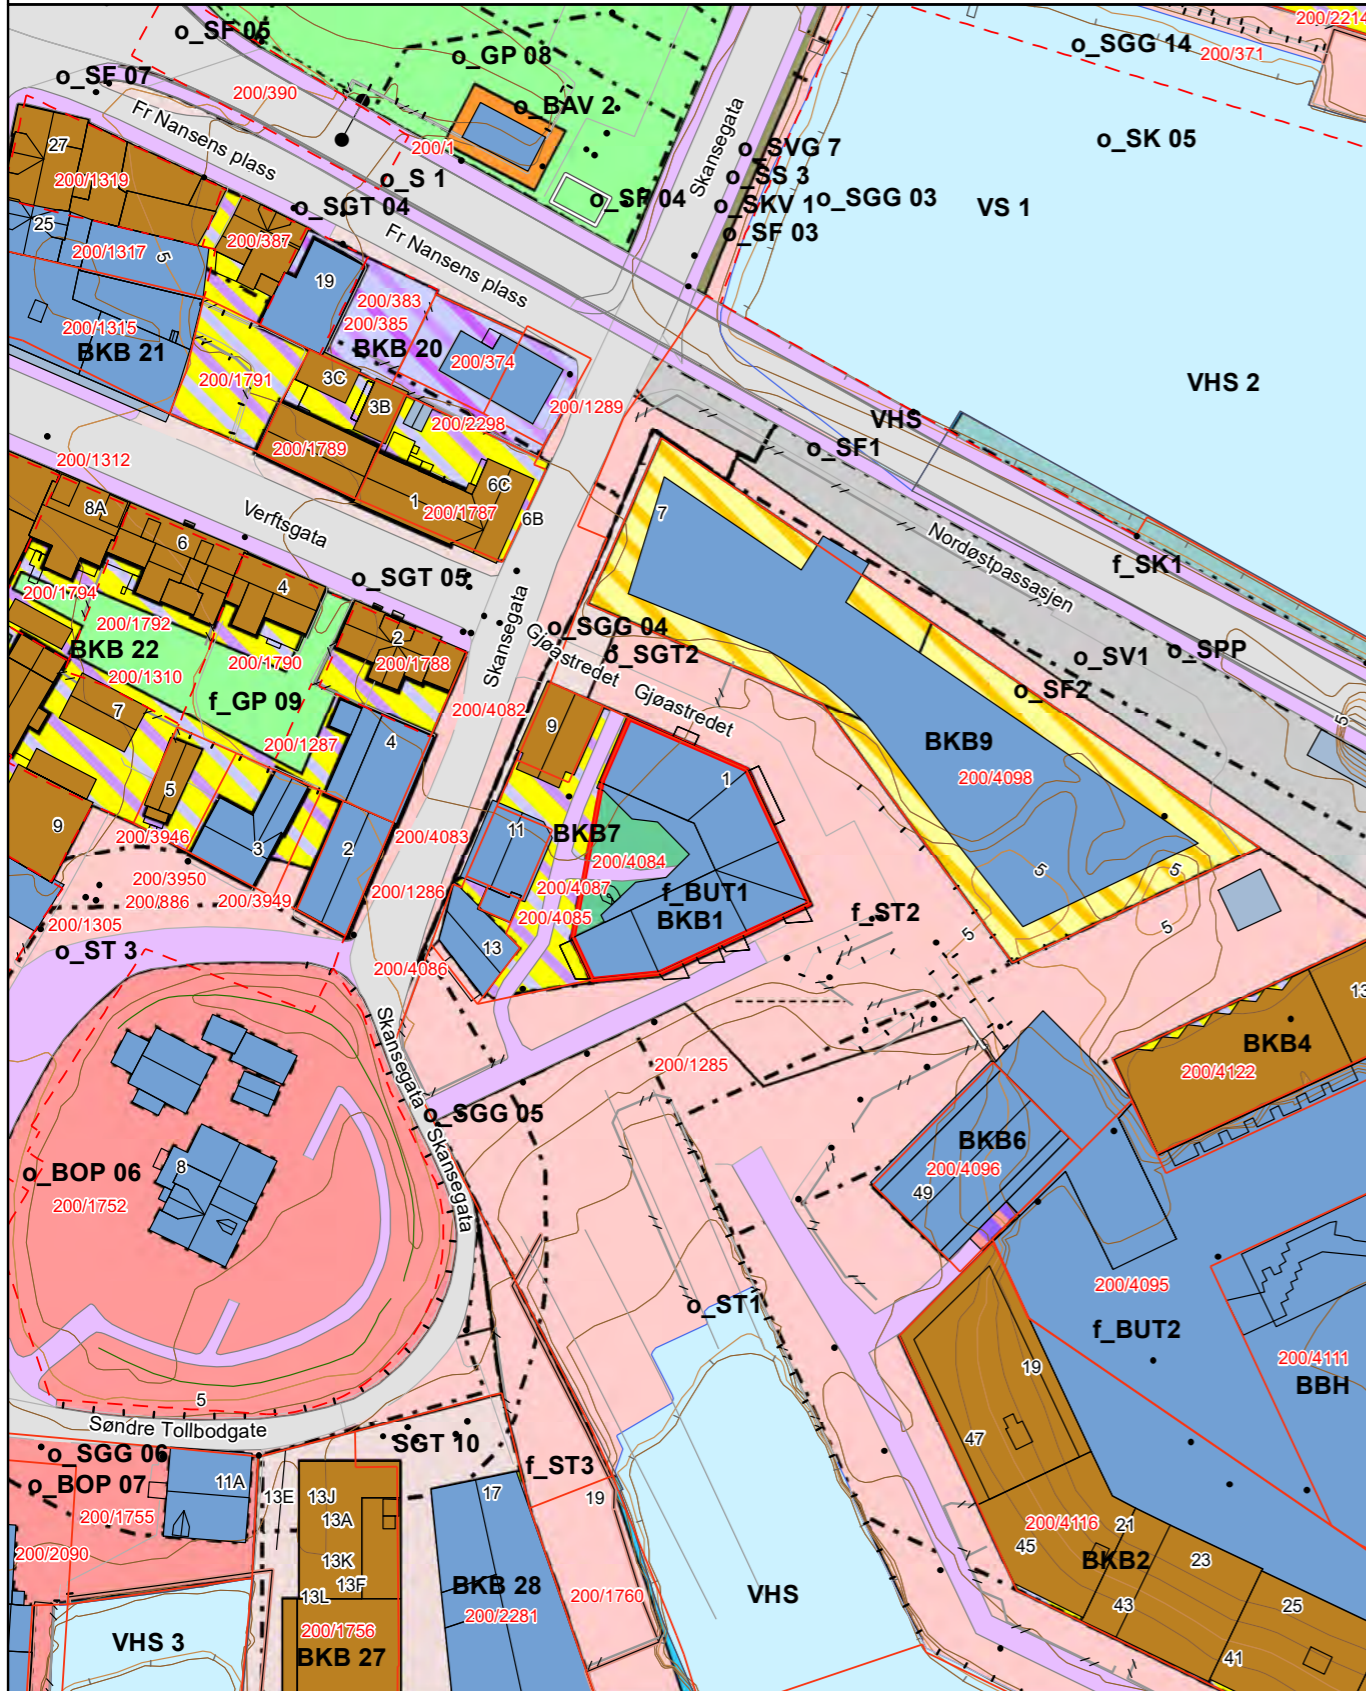 200/2214
o_SF 05
o_SGG 14
200/371
o_GP 08
o_SF 07
200/390
o_BAV 2
Fr Nansens plass
o_SK 05
27
200/1
o_SVG 7
200/1319
o_S 1
Skansegata
o_SS 3
o_SF 04
o_SGG 03
o_SGT 04
o_SKV 1
VS 1
25
200/387
o_SF 03
200/1317
5
Fr Nansens plass
19
200/383
200/385
200/1315
BKB 21
BKB 20
200/374
200/1791
3C
VHS 2
3B
200/1289
VHS
200/2298
o_SF1
200/1789
200/1312
6C
7
8A
1
200/1787
6B
Verftsgata
6
Nordøstpassasjen
f_SK1
4
o_SGT 05
200/1794
200/1792
Skansegata
o_SGG 04
BKB 22
2
o_SGT2
o_SPP
200/1790
200/1788
o_SV1
200/1310
Gjøastredet
Gjøastredet
f_GP 09
o_SF2
7
200/4082
5
9
4
BKB9
200/1287
200/4098
1
5
200/3946
9
11
BKB7
200/4083
3
2
200/4084
5
5
200/3950
200/4087
200/1286
f_BUT1
200/886
200/3949
200/4085
BKB1
f_ST2
200/1305
5
5
o_ST 3
13
200/4086
13
Skansegata
BKB4
200/1285
200/4122
o_SGG 05
Skansegata
BKB6
8
o_BOP 06
200/4096
49
200/1752
200/4095
o_ST1
f_BUT2
200/4111
19
BBH
5
Søndre Tollbodgate
47
o_SGG 06
SGT 10
f_ST3
o_BOP 07
11A
17
19
13E
13J
200/1755
13A
200/4116
21
45
23
200/2090
13K
BKB2
13F
BKB 28
13L
VHS
43
25
200/1760
200/2281
200/1756
VHS 3
BKB 27
41